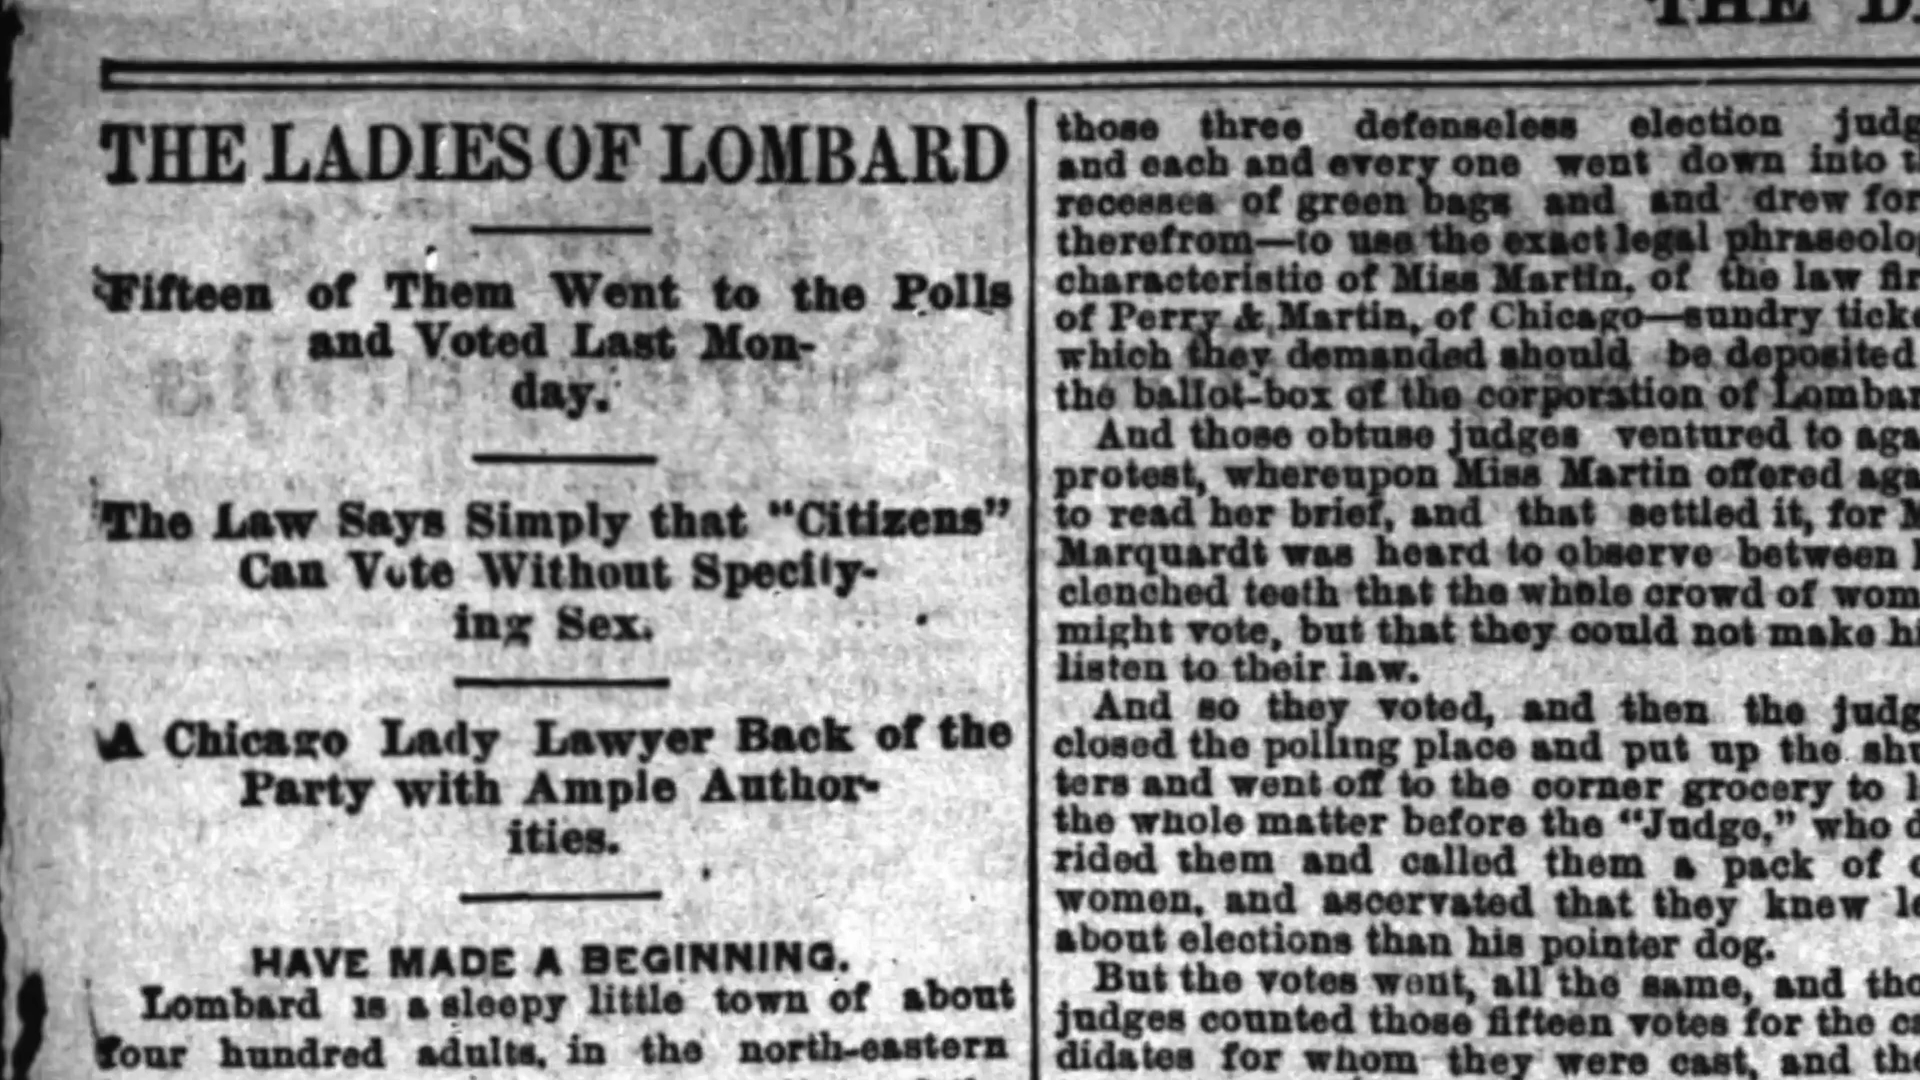 THE
THE LADIES OF LOMBARD
Fifteen of Them Went to the Polls
and Voted Last Mon-
day.
The Law Says Simply that "Citizens"
Can Vote Without Specify-
ing Sex.
A Chicago Lady Lawyer Back of the
Party with Ample Author-
ities.
HAVE MADE A BEGINNING.
Lombard is a sleepy little town of about
four hundred adults, in the north-eastern
those three defenseless election
and each and every one went down into
recesses of green bags and and drew
therefrom—to use the exact legal
characteristic of Miss Martin, of the law
of Perry & Martin, of Chicago—sundry
which they demanded should be deposited
the ballot-box of the corporation of
And those obtuse judges ventured to
protest, whereupon Miss Martin offered
to read her brief, and that settled it, for
Marquardt was heard to observe between
clenched teeth that the whole crowd of
might vote, but that they could not make
listen to their law.
And so they voted, and then the
closed the polling place and put up the
ters and went off to the corner grocery to
the whole matter before the "Judge," who
rided them and called them a pack of
women, and ascervated that they knew
about elections than his pointer dog.
But the votes went, all the same, and
judges counted those fifteen votes for the
didates for whom they were cast, and